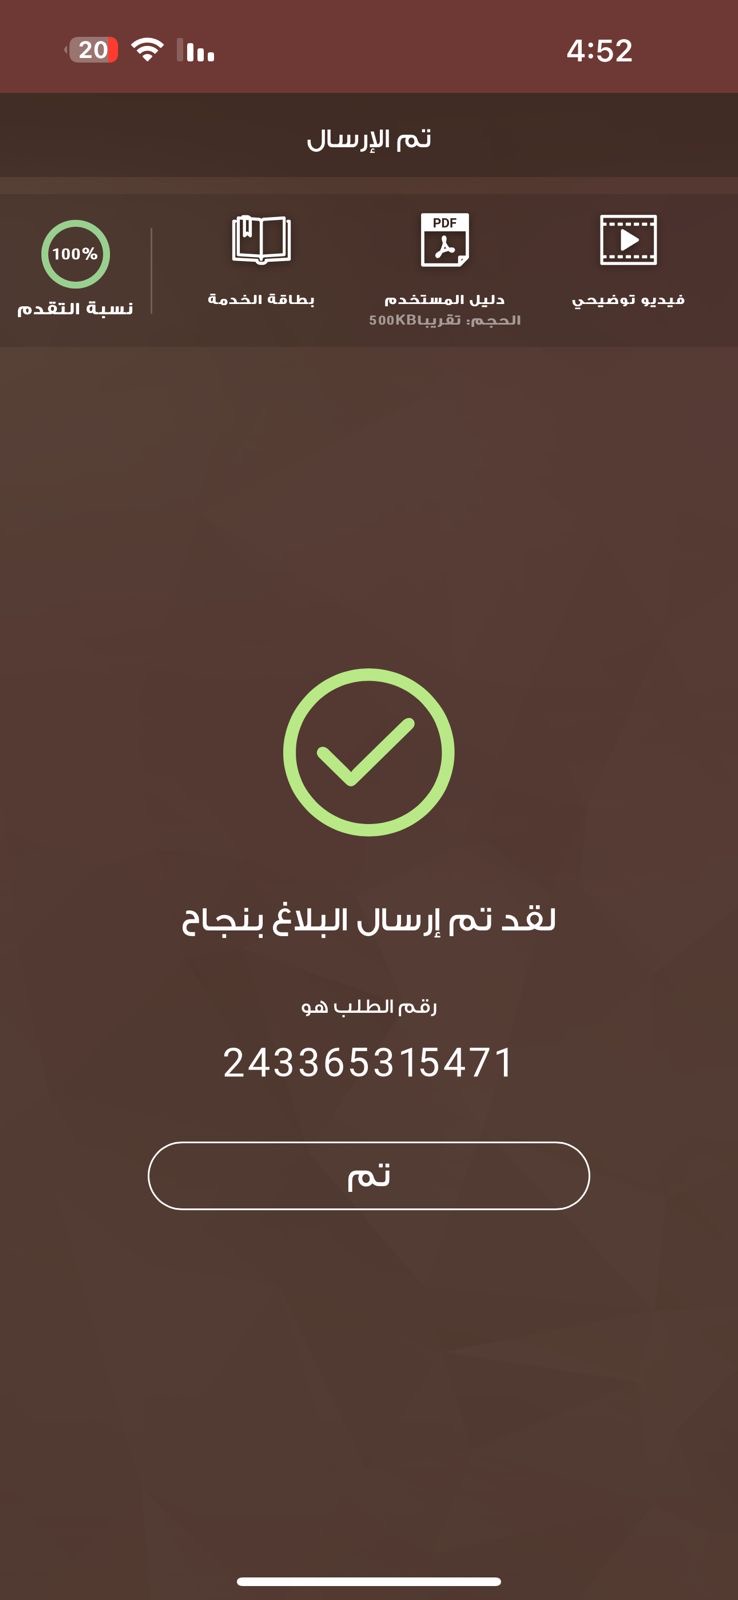 4:52
20
تم الإرسال
PDF
فيديو توضيحي
دليل المستخدم
الحجم: تقريبا500KB
بطاقة الخدمة
100%
نسبة التقدم
لقد تم إرسال البلاغ بنجاح
رقم الطلب هو
243365315471
تم